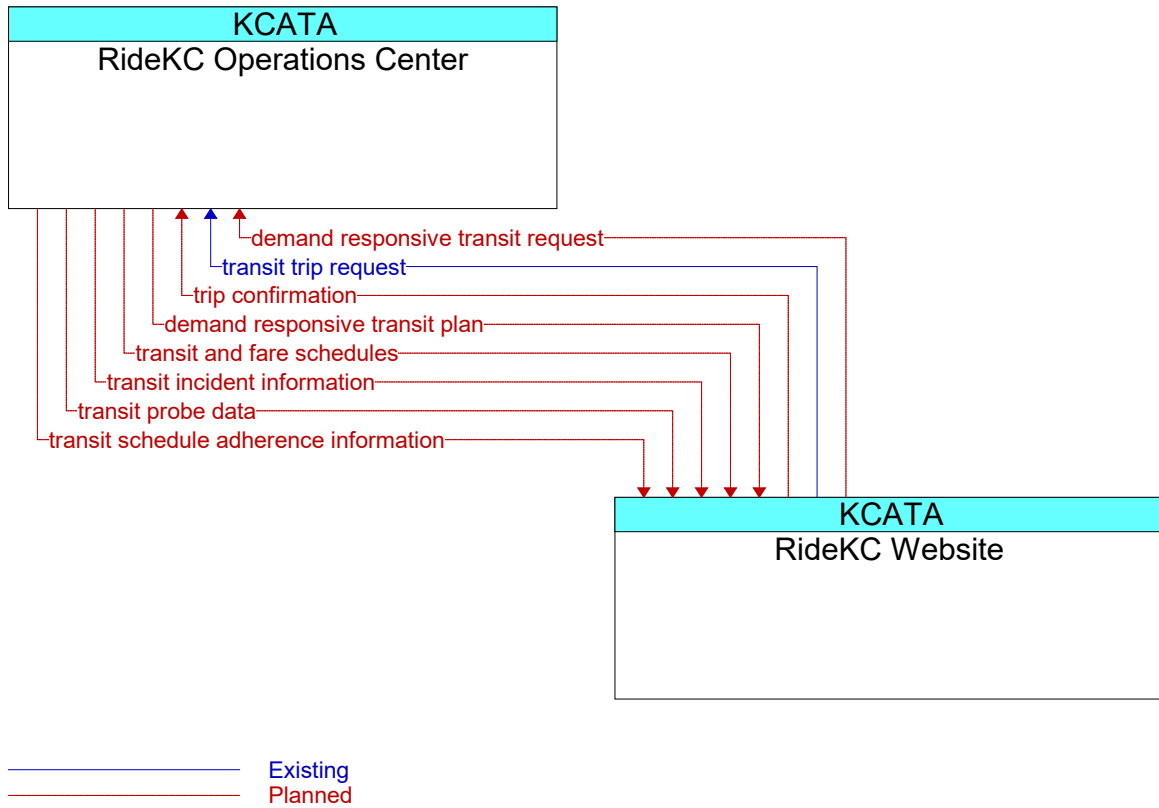 KCATA
RideKC Operations Center
demand responsive transit request
transit trip request
trip confirmation
demand responsive transit plan
transit and fare schedules
transit incident information
transit probe data
transit schedule adherence information
KCATA
RideKC Website
Existing
Planned